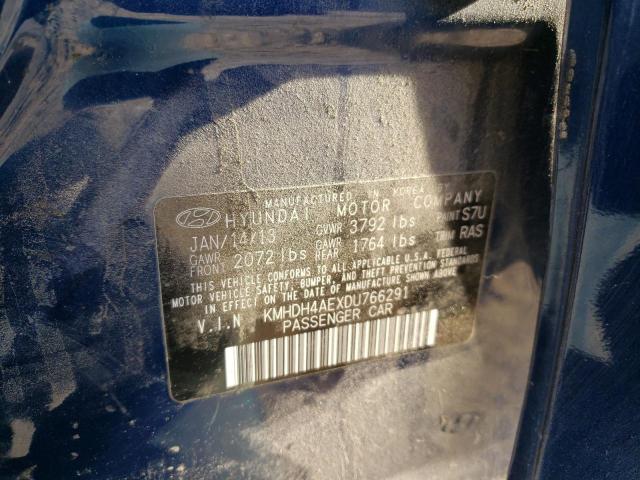 MANUFACTURED IN KOREA BY
HYUNDAI MOTOR COMPANY
JAN/14/13 GVWR 3792 lbs PAINT S7U
GAWR FRONT 2072 lbs GAWR REAR 1764 lbs TRIM RAS
THIS VEHICLE CONFORMS TO ALL APPLICABLE U.S.A. FEDERAL
MOTOR VEHICLE SAFETY, BUMPER, AND THEFT PREVENTION
STANDARDS IN EFFECT ON THE DATE OF MANUFACTURE SHOWN ABOVE.
V.I.N KMHDH4AEXDU766291
PASSENGER CAR